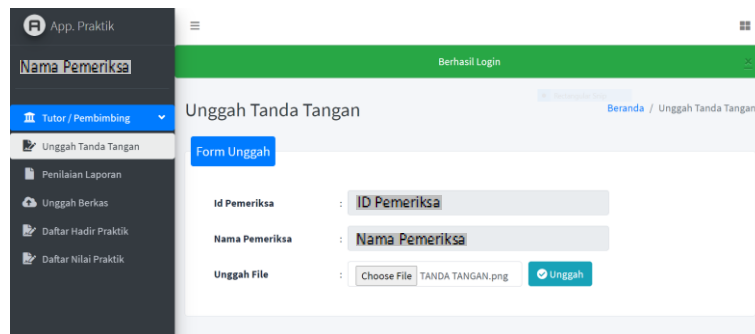 App. Praktik
Nama Pemeriksa
Berhasil Login
×
Tutor / Pembimbing
Unggah Tanda Tangan
Penilaian Laporan
Unggah Berkas
Daftar Hadir Praktik
Daftar Nilai Praktik
Unggah Tanda Tangan
Beranda / Unggah Tanda Tangan
Form Unggah
Id Pemeriksa : ID Pemeriksa
Nama Pemeriksa : Nama Pemeriksa
Unggah File : Choose File TANDA TANGAN.png Unggah